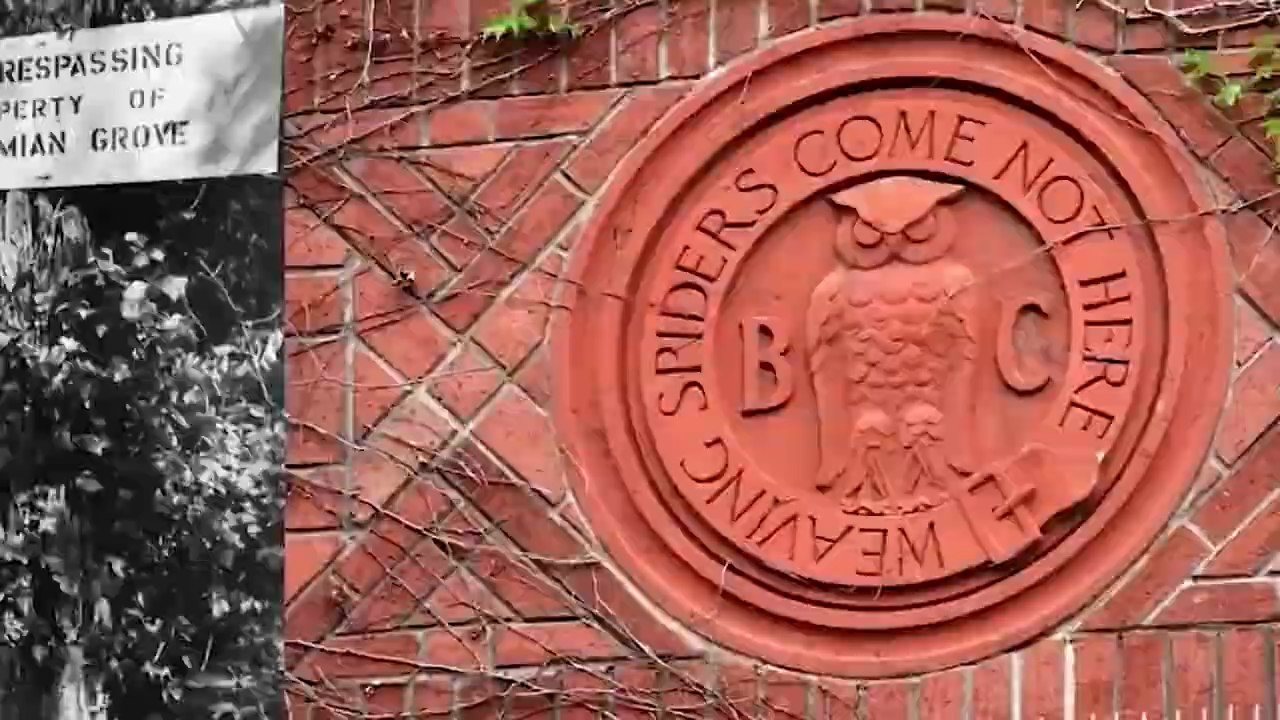 RESPASSING
PERTY OF
MIAN GROVE
WEAVING SPIDERS COME NOT HERE
B C